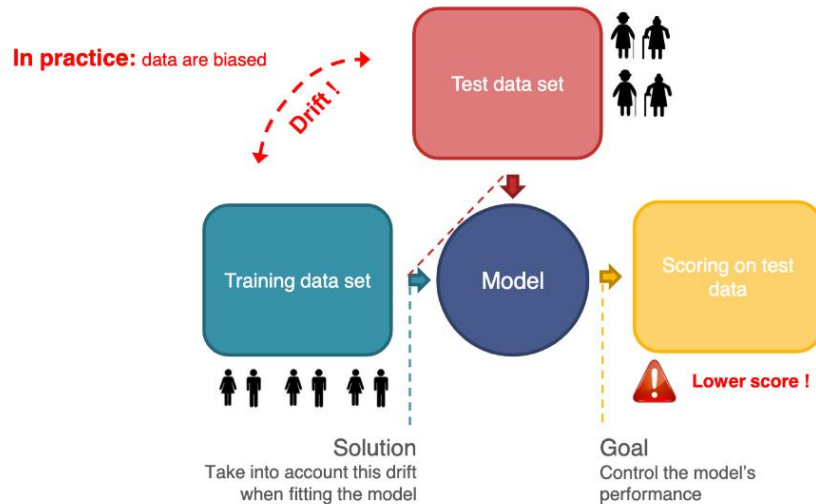 In practice: data are biased
Drift !
Test data set
Training data set
Model
Scoring on test
data
Lower score !
Solution
Take into account this drift
when fitting the model
Goal
Control the model's
performance